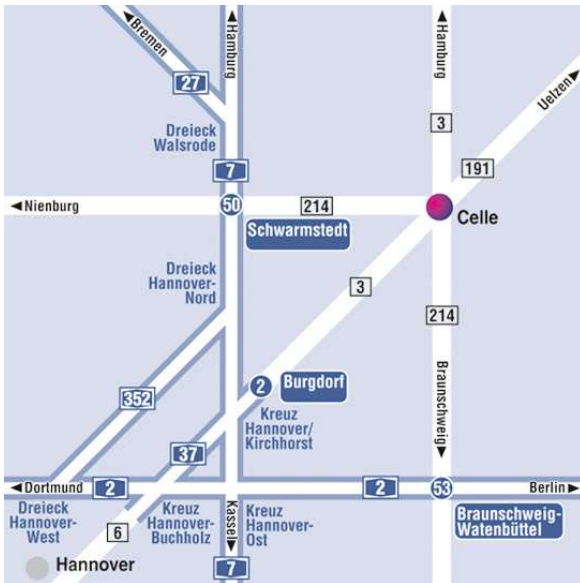 Bremen
Hamburg
Hamburg
Uelzen
27
3
Dreieck
Walsrode
7
191
Nienburg
50
214
Celle
Schwarmstedt
Dreieck
Hannover-
Nord
3
214
352
2
Burgdorf
Kreuz
Hannover/
Kirchhorst
Braunschweig
37
Dortmund
2
2
53
Berlin
Dreieck
Hannover-
West
6
Kreuz
Hannover-
Buchholz
Kassel
Kreuz
Hannover-
Ost
Braunschweig-
Watenbüttel
Hannover
7